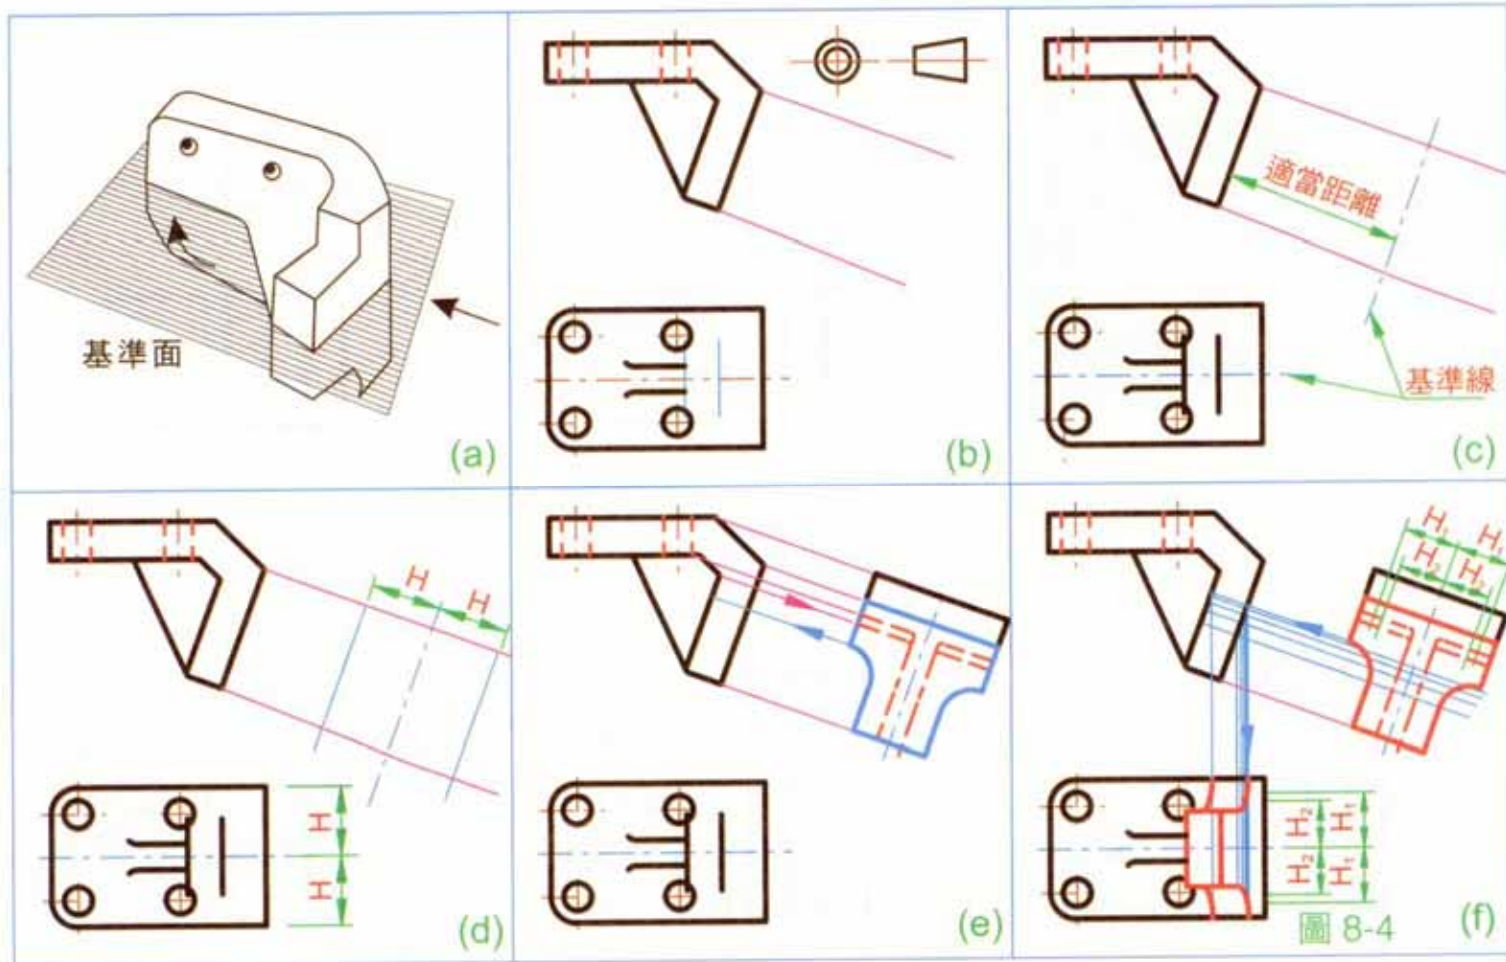 基準面
(a)
(b)
適當距離
基準線
(c)
H H
H
H
(d)
(e)
H₁ H₁
H₂ H₂
H₂ H₁
H₂ H₁
圖 8-4
(f)